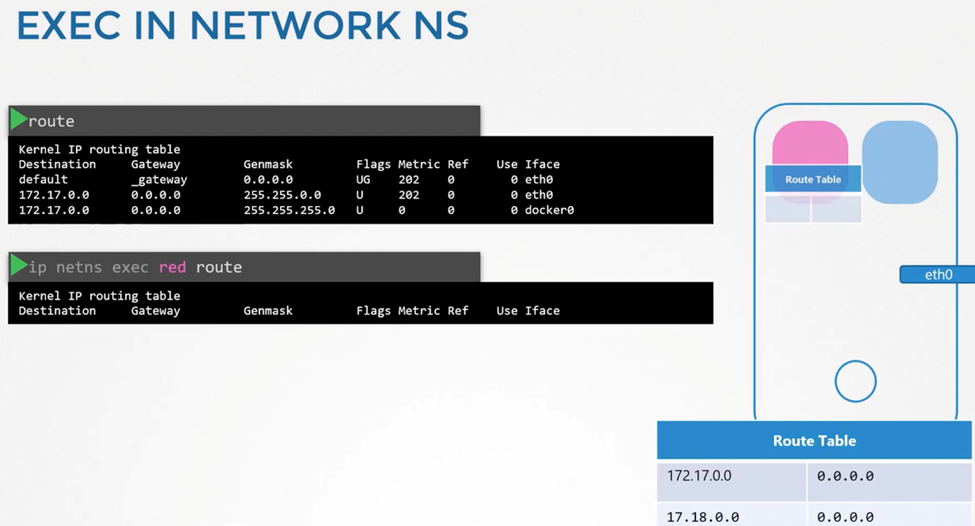 EXEC IN NETWORK NS
route
Kernel IP routing table
Destination Gateway Genmask Flags Metric Ref Use Iface
default _gateway 0.0.0.0 UG 202 0 0 eth0
172.17.0.0 0.0.0.0 255.255.0.0 U 202 0 0 eth0
172.17.0.0 0.0.0.0 255.255.255.0 U 0 0 0 docker0
ip netns exec red route
Kernel IP routing table
Destination Gateway Genmask Flags Metric Ref Use Iface
Route Table
eth0
Route Table
172.17.0.0 0.0.0.0
17.18.0.0 0.0.0.0